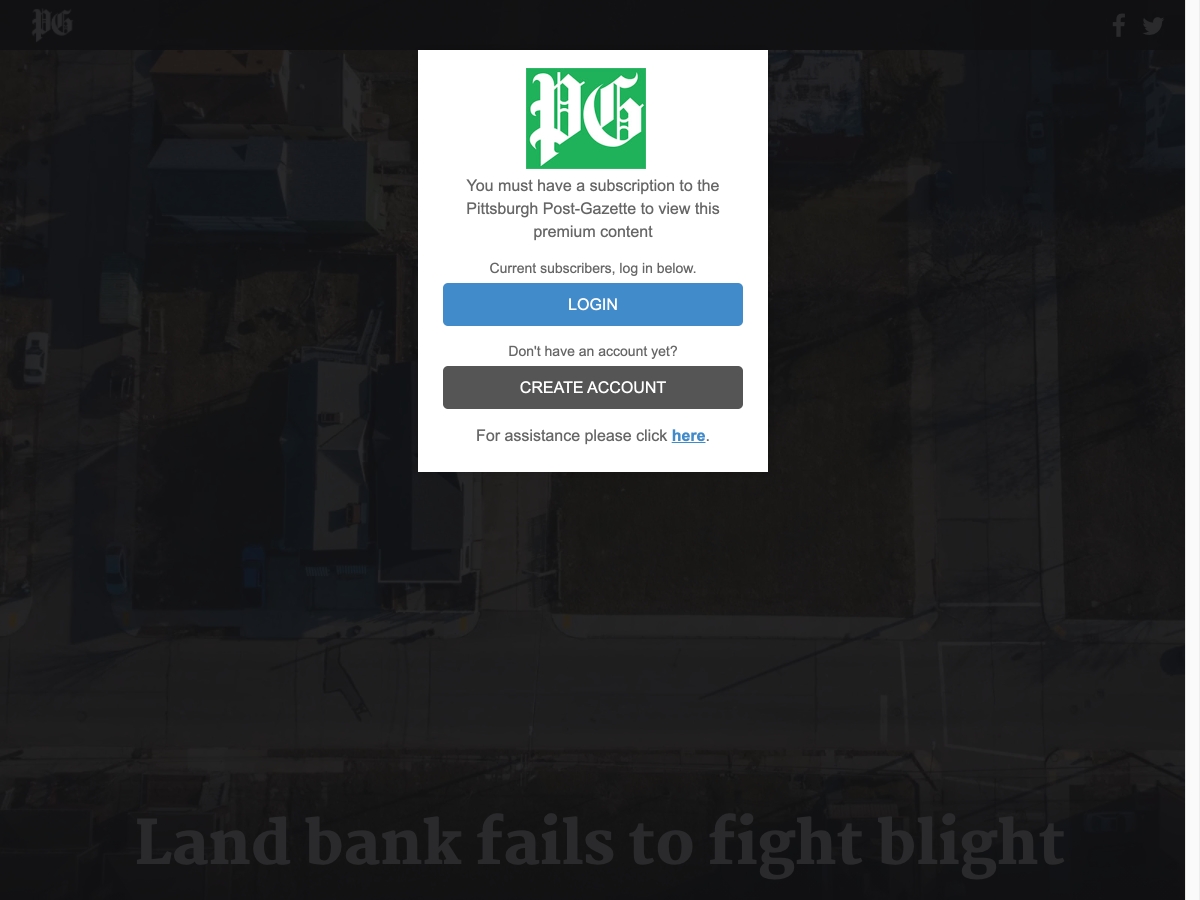 PG
PG
You must have a subscription to the
Pittsburgh Post-Gazette to view this
premium content
Current subscribers, log in below.
LOGIN
Don't have an account yet?
CREATE ACCOUNT
For assistance please click here.
Land bank fails to fight blight